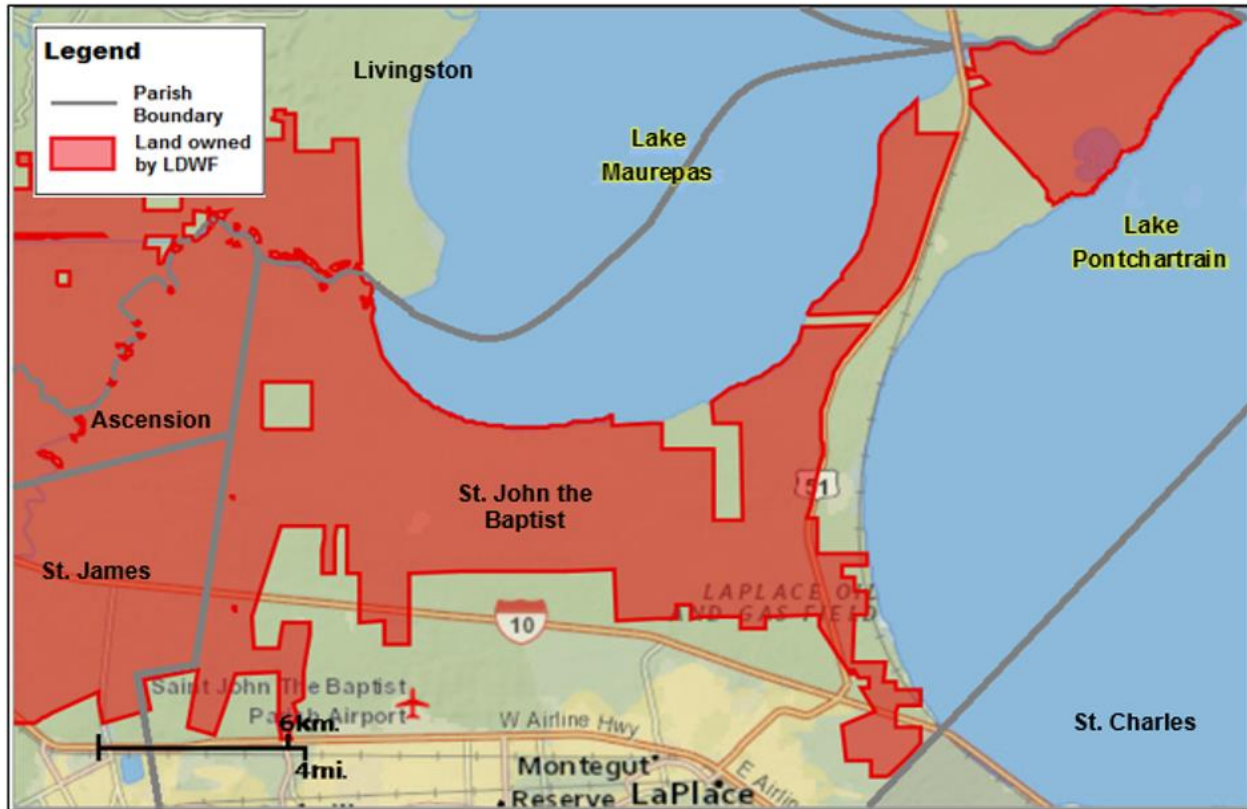 Legend
Parish
Boundary
Land owned
by LDWF
Livingston
Lake
Maurepas
Lake
Pontchartrain
Ascension
St. John the
Baptist
51
St. James
LAPLACE OIL
AND GAS FIELD
10
Saint John The Baptist
Parish Airport
W Airline Hwy
St. Charles
6km.
4mi.
Montegut
E Airlin
Reserve
LaPlace